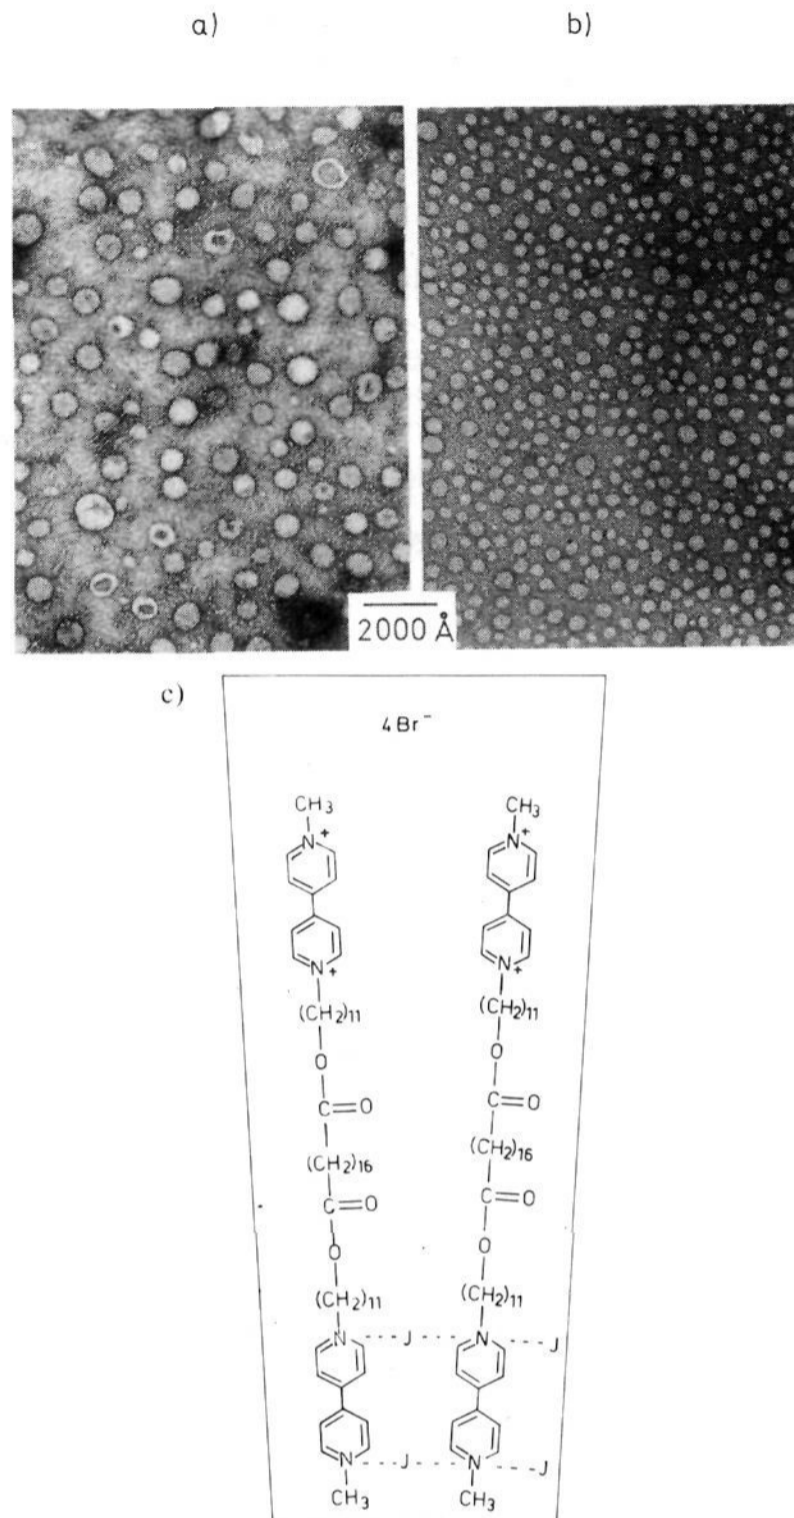 a) b)
2000 Å
c)
4Br⁻
CH₃ CH₃
N⁺ N⁺
N⁺ N⁺
(CH₂)₁₁ (CH₂)₁₁
O O
C=O C=O
(CH₂)₁₆ (CH₂)₁₆
C=O C=O
O O
(CH₂)₁₁ (CH₂)₁₁
N----J----N----J
N----J----N----J
CH₃ CH₃